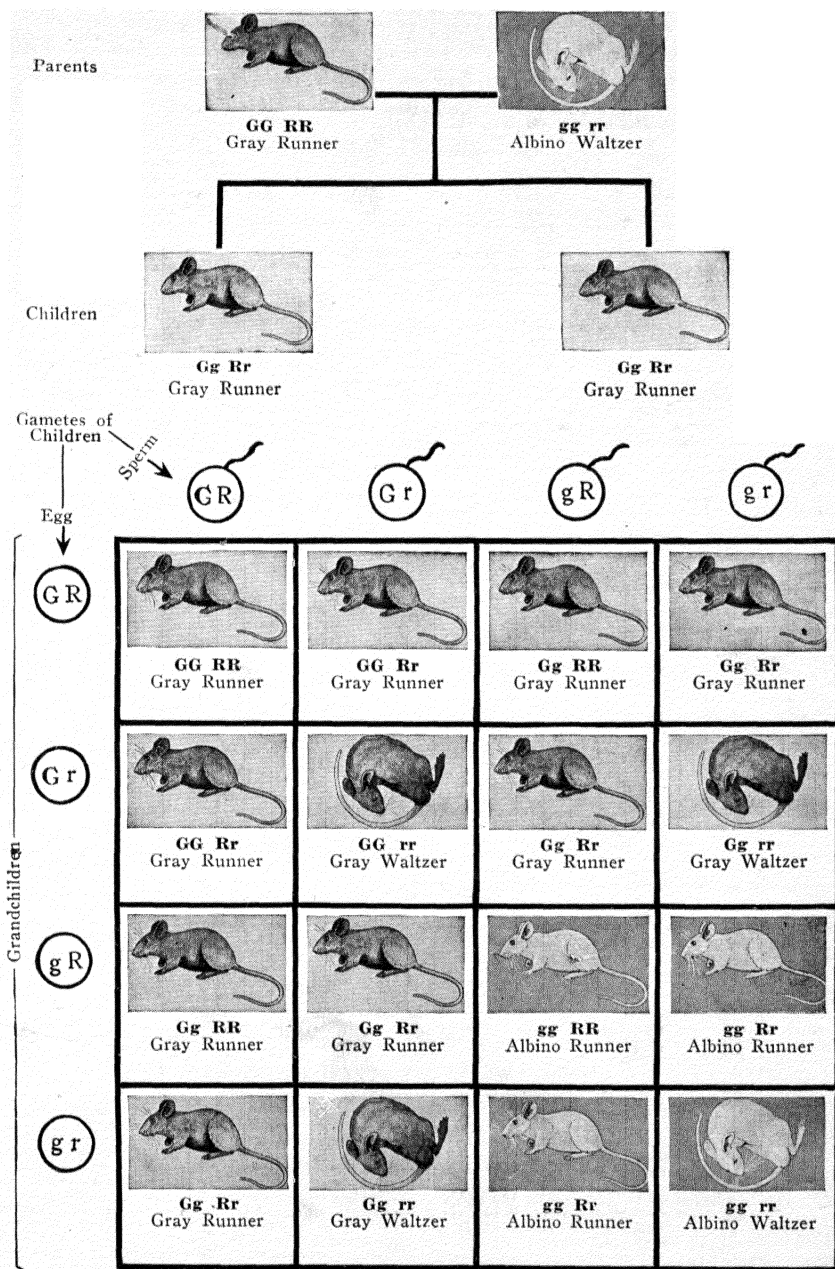 Parents
GG RR
Gray Runner
gg rr
Albino Waltzer
Children
Gg Rr
Gray Runner
Gg Rr
Gray Runner
Gametes of
Children
Sperm
Egg
GR
Gr
gR
gr
Grandchildren
GR
GG RR
Gray Runner
GG Rr
Gray Runner
Gg RR
Gray Runner
Gg Rr
Gray Runner
Gr
GG Rr
Gray Runner
GG rr
Gray Waltzer
Gg Rr
Gray Runner
Gg rr
Gray Waltzer
gR
Gg RR
Gray Runner
Gg Rr
Gray Runner
gg RR
Albino Runner
gg Rr
Albino Runner
gr
Gg Rr
Gray Runner
Gg rr
Gray Waltzer
gg Rr
Albino Runner
gg rr
Albino Waltzer